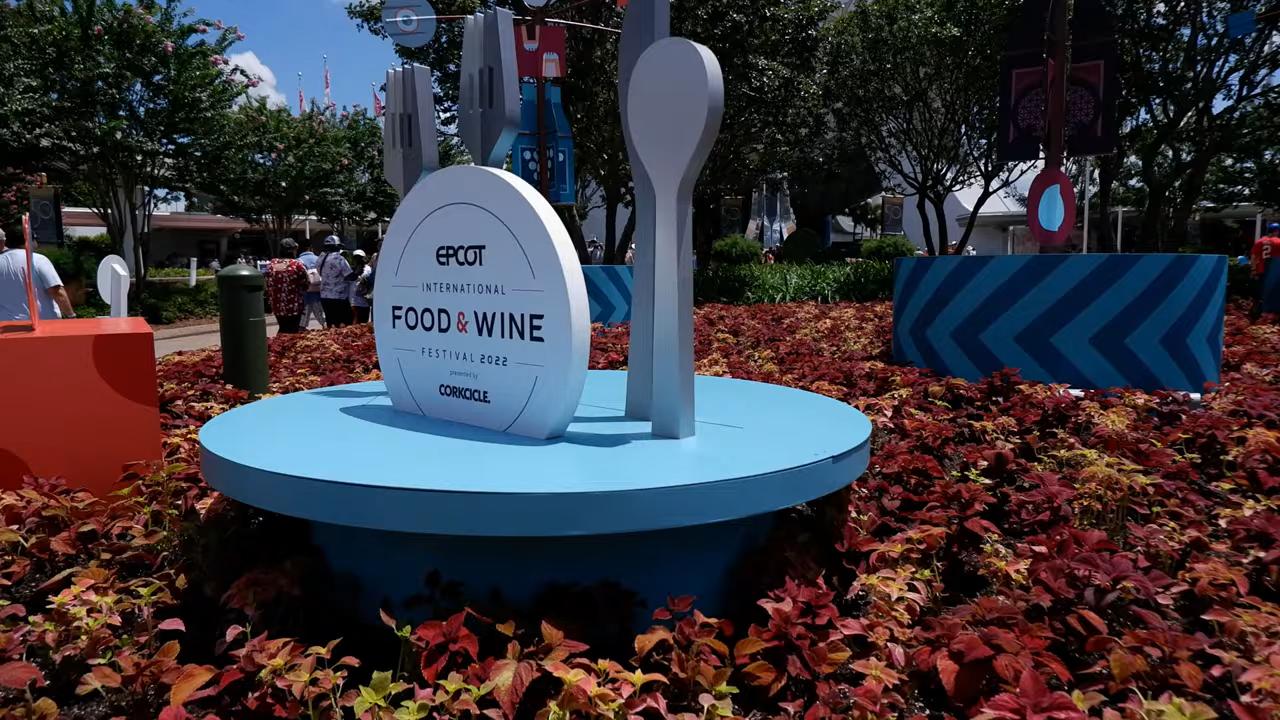 EPCOT
INTERNATIONAL
FOOD & WINE
FESTIVAL 2022
presented by
CORKCICLE.